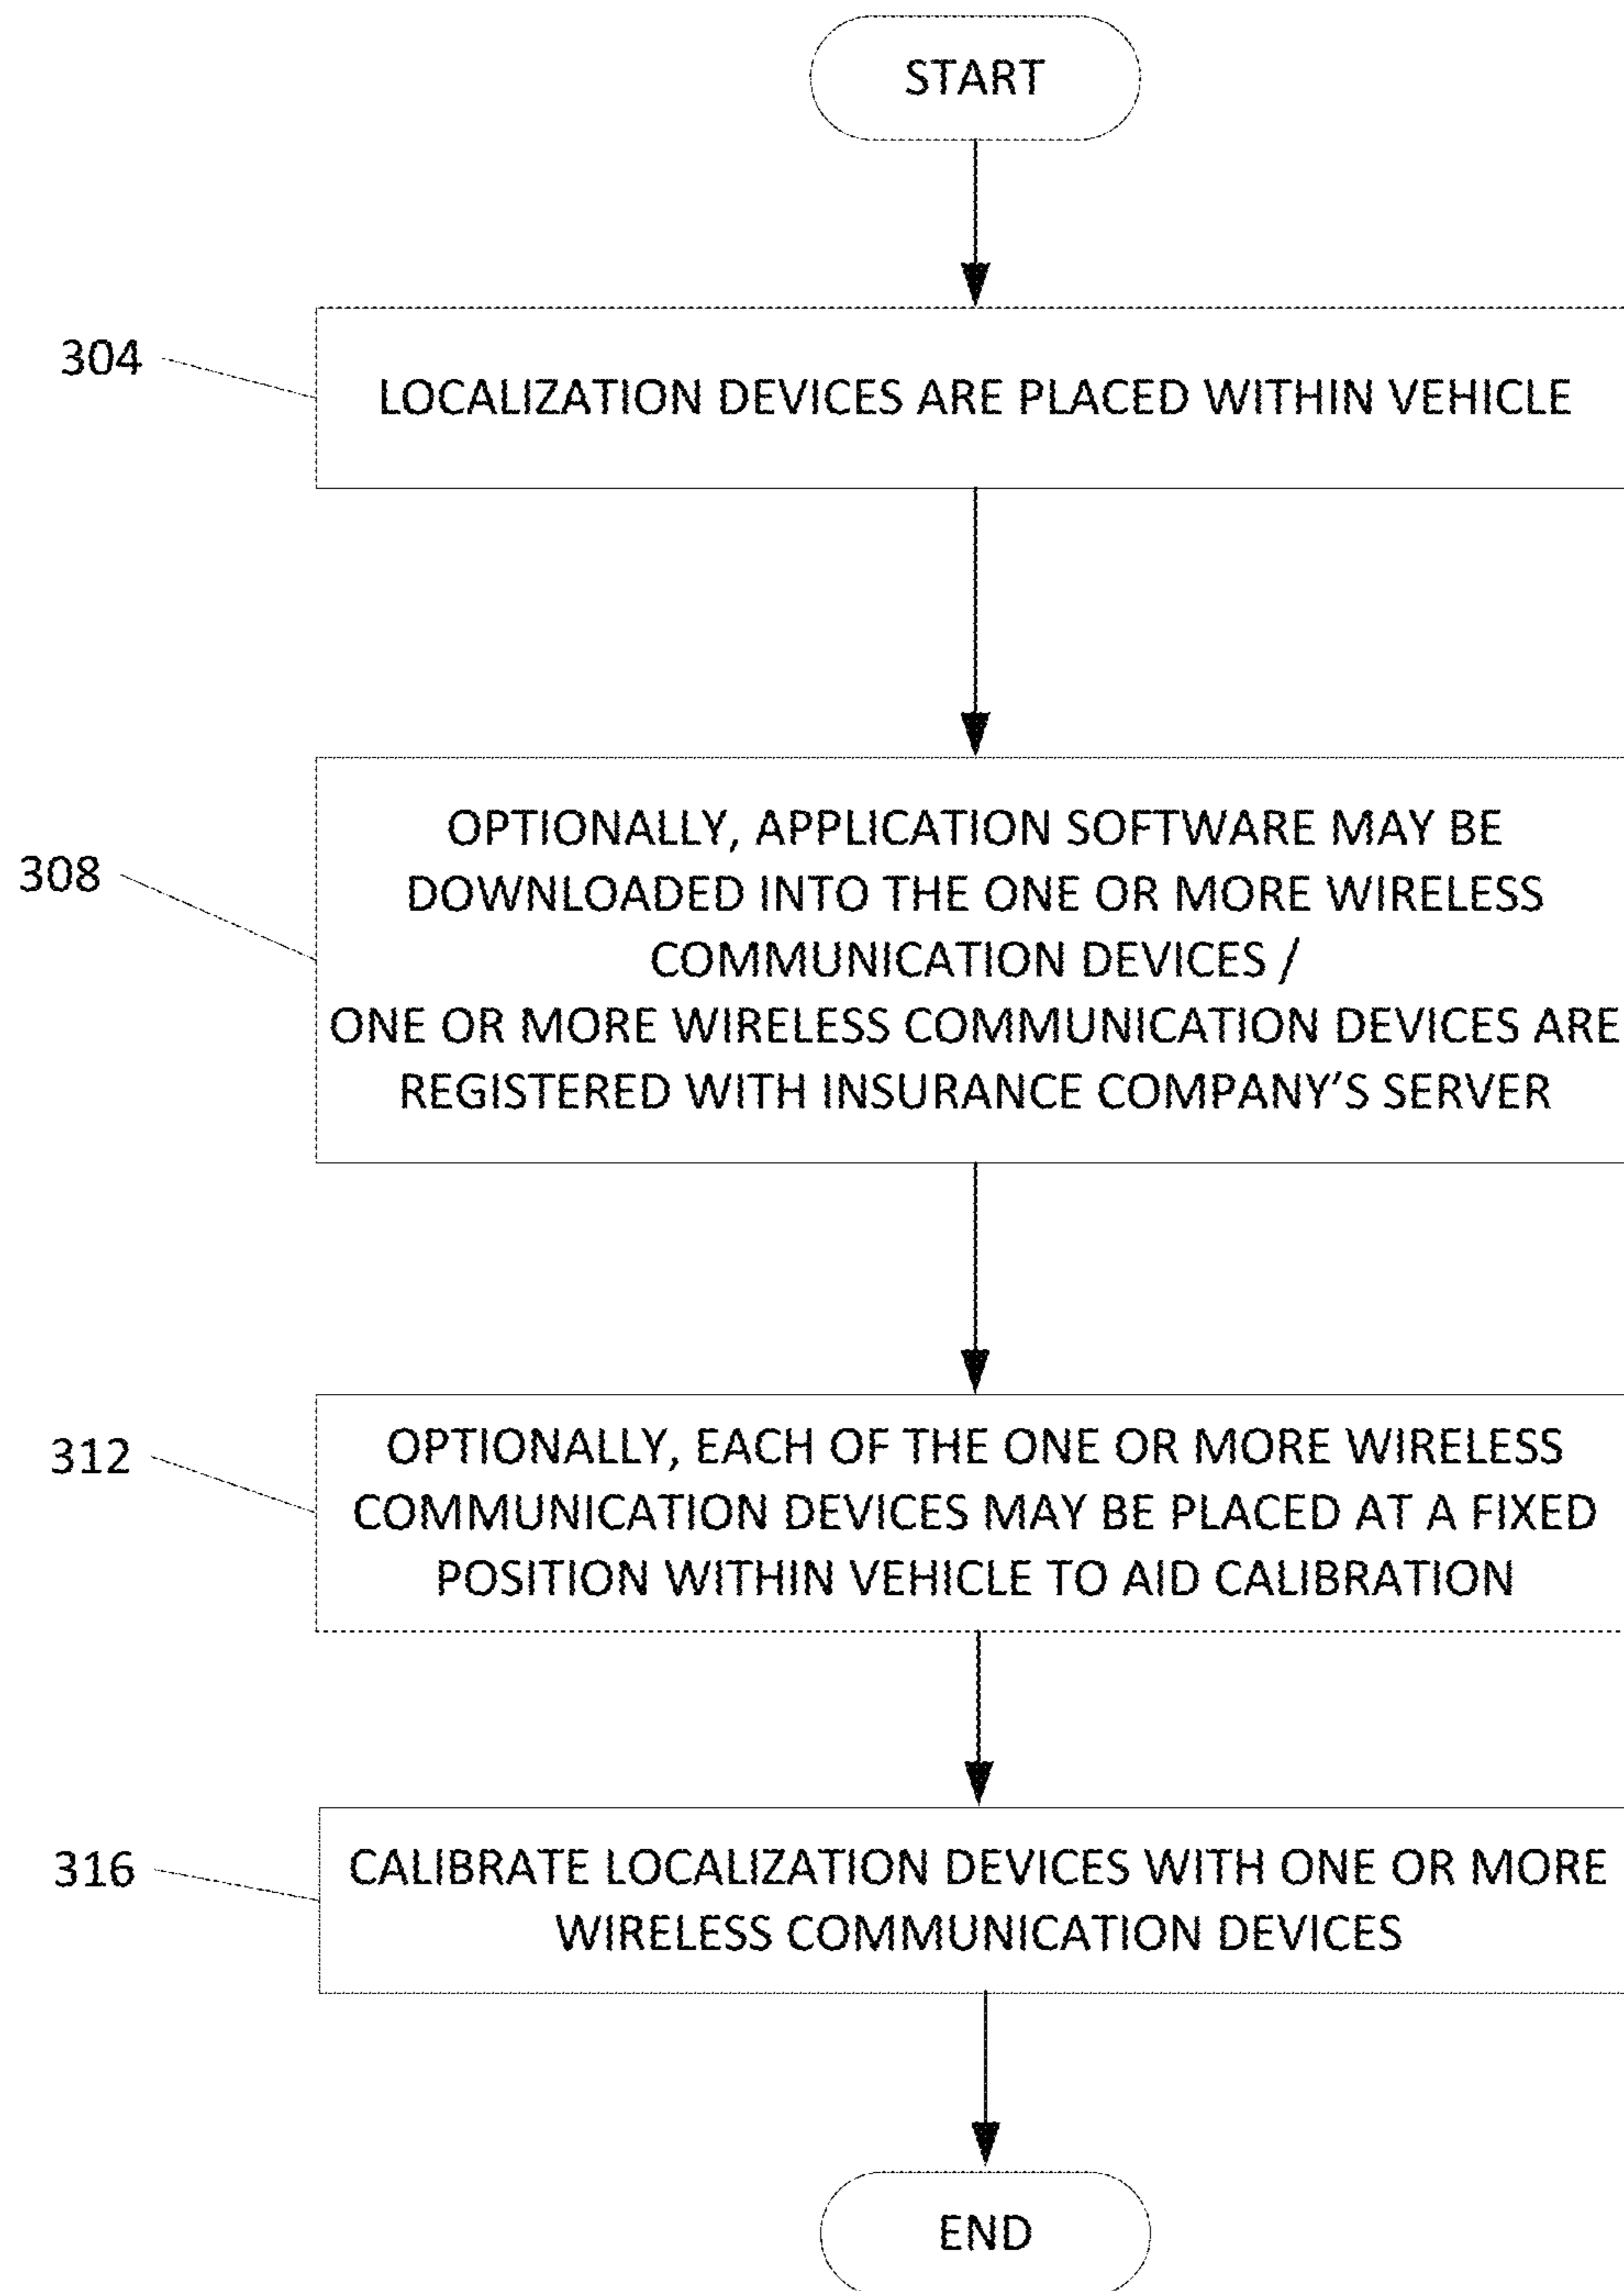 START
304
LOCALIZATION DEVICES ARE PLACED WITHIN VEHICLE
308
OPTIONALLY, APPLICATION SOFTWARE MAY BE
DOWNLOADED INTO THE ONE OR MORE WIRELESS
COMMUNICATION DEVICES /
ONE OR MORE WIRELESS COMMUNICATION DEVICES ARE
REGISTERED WITH INSURANCE COMPANY'S SERVER
312
OPTIONALLY, EACH OF THE ONE OR MORE WIRELESS
COMMUNICATION DEVICES MAY BE PLACED AT A FIXED
POSITION WITHIN VEHICLE TO AID CALIBRATION
316
CALIBRATE LOCALIZATION DEVICES WITH ONE OR MORE
WIRELESS COMMUNICATION DEVICES
END